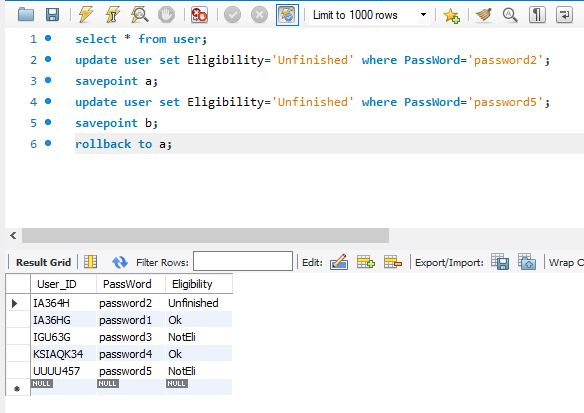 Limit to 1000 rows
1 select * from user;
2 update user set Eligibility='Unfinished' where PassWord='password2';
3 savepoint a;
4 update user set Eligibility='Unfinished' where PassWord='password5';
5 savepoint b;
6 rollback to a;
Result Grid Filter Rows: Edit: Export/Import: Wrap C
User_ID PassWord Eligibility
IA364H password2 Unfinished
IA36HG password1 Ok
IGU63G password3 NotEli
KSIAQK34 password4 Ok
UUUU457 password5 NotEli
NULL NULL NULL